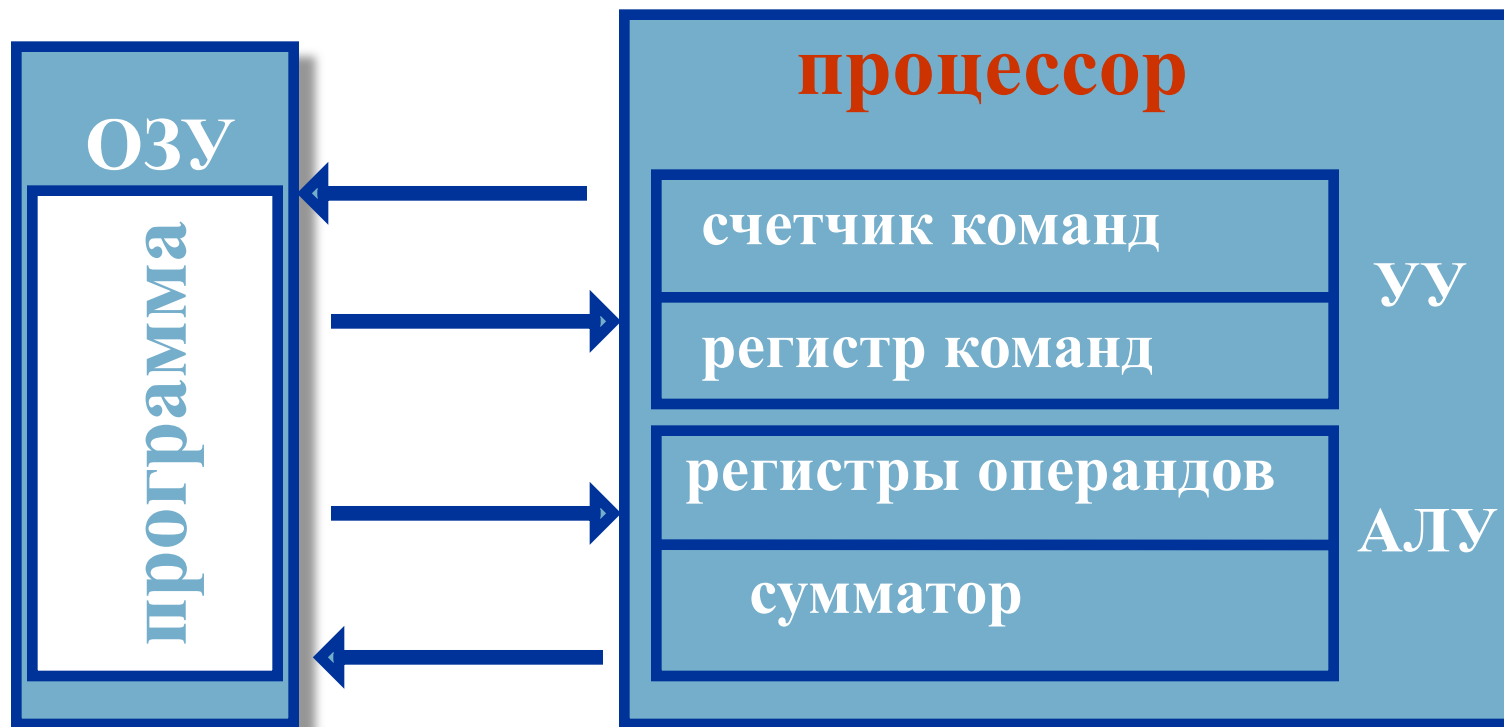 ОЗУ
программа
процессор
счетчик команд
регистр команд
УУ
регистры операндов
сумматор
АЛУ